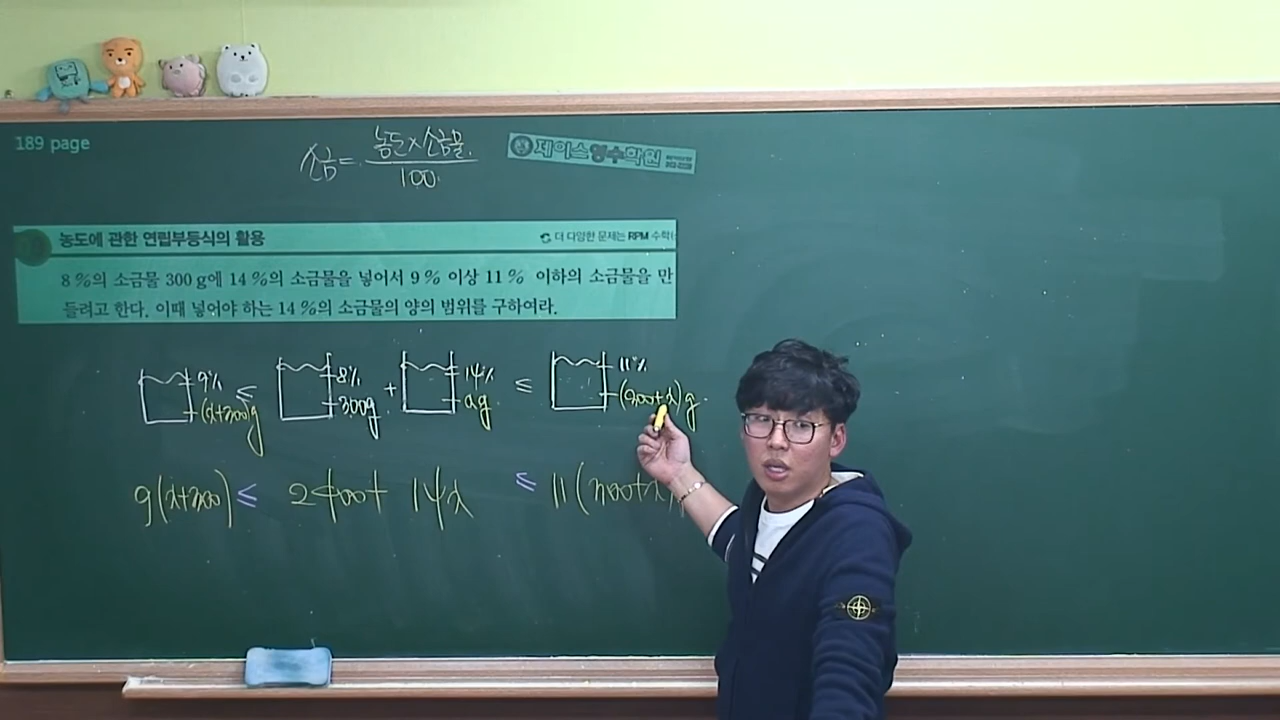 189 page
소금 = 농도×소금물 / 100
제이스영수학원
농도에 관한 연립부등식의 활용
더 다양한 문제는 RPM 수학(
8 %의 소금물 300 g에 14 %의 소금물을 넣어서 9 % 이상 11 % 이하의 소금물을 만
들려고 한다. 이때 넣어야 하는 14 %의 소금물의 양의 범위를 구하여라.
9% ≤ 8% + 14% ≤ 11%
(x+300)g 300g xg (300+x)g
9(x+300) ≤ 2400+ 14x ≤ 11(300+x)